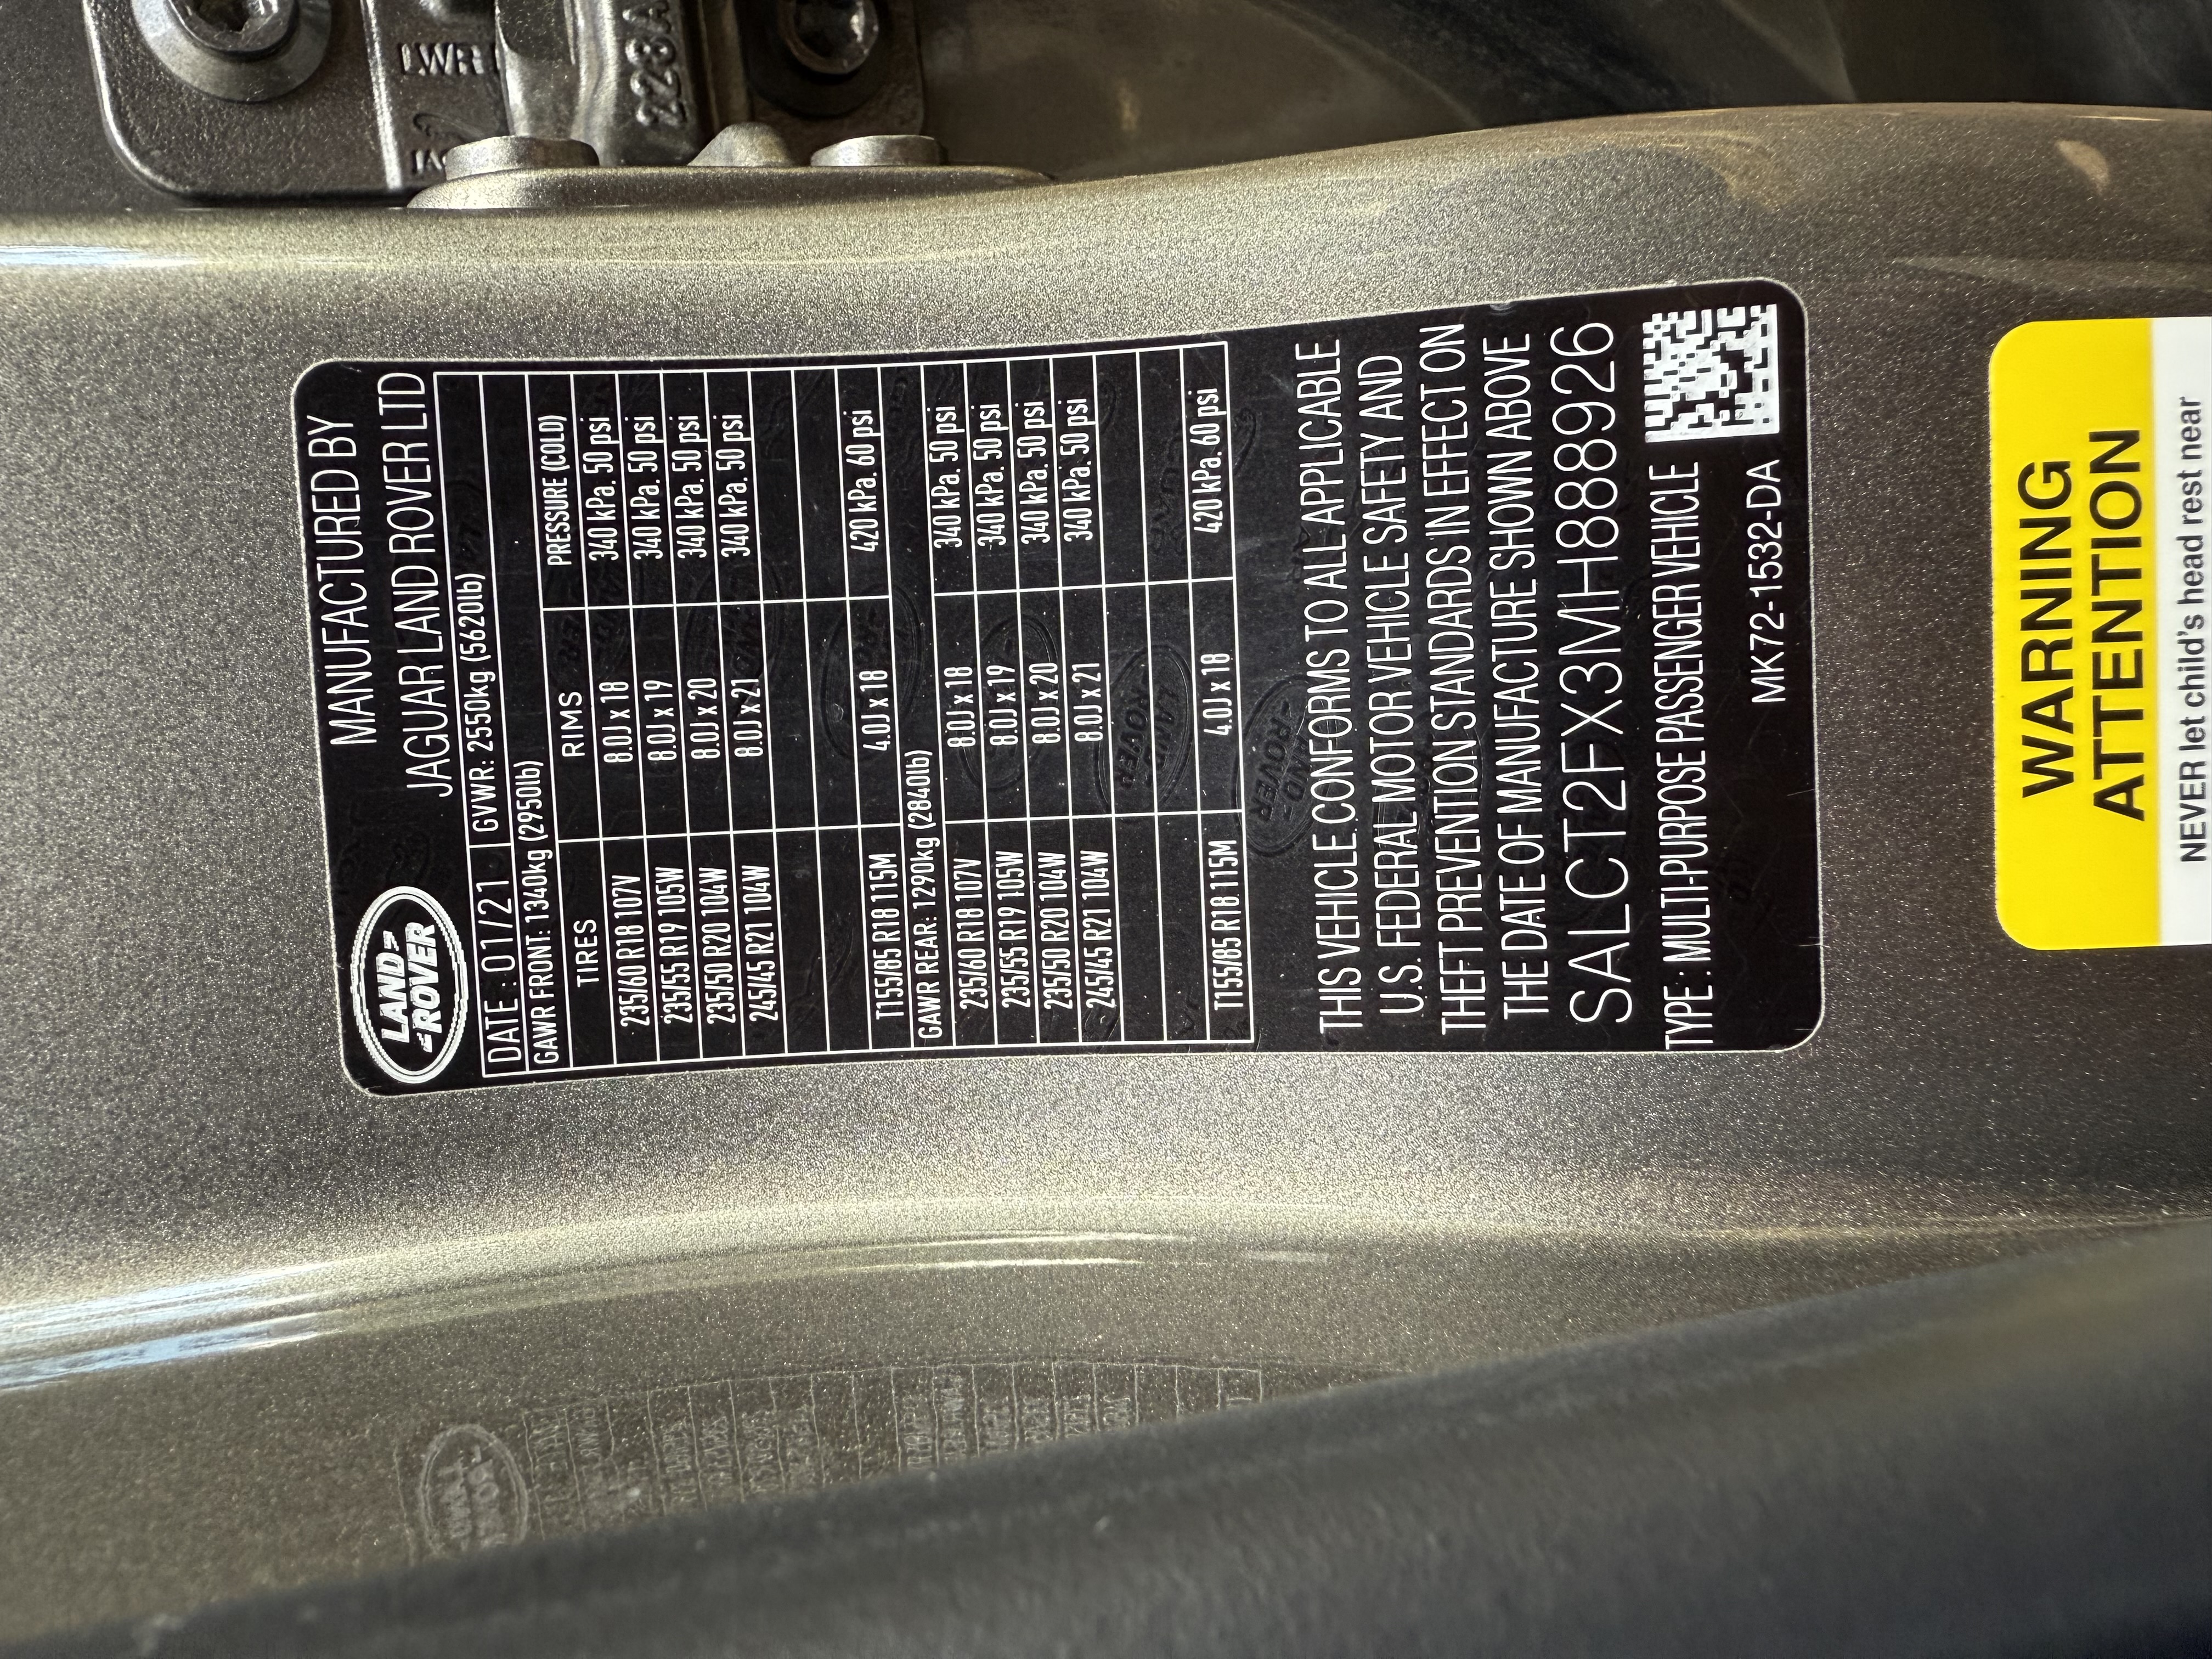 LWR
223A
MANUFACTURED BY
JAGUAR LAND ROVER LTD
LAND
ROVER
DATE : 01/21 GVWR: 2550kg (5620lb)
GAWR FRONT: 1340kg (2950lb)
TIRES RIMS PRESSURE (COLD)
235/60 R18 107V 8.0J x 18 340 kPa. 50 psi
235/55 R19 105W 8.0J x 19 340 kPa. 50 psi
235/50 R20 104W 8.0J x 20 340 kPa. 50 psi
245/45 R21 104W 8.0J x 21 340 kPa. 50 psi
T155/85 R18 115M 4.0J x 18 420 kPa. 60 psi
GAWR REAR: 1290kg (2840lb)
235/60 R18 107V 8.0J x 18 340 kPa. 50 psi
235/55 R19 105W 8.0J x 19 340 kPa. 50 psi
235/50 R20 104W 8.0J x 20 340 kPa. 50 psi
245/45 R21 104W 8.0J x 21 340 kPa. 50 psi
T155/85 R18 115M 4.0J x 18 420 kPa. 60 psi
THIS VEHICLE CONFORMS TO ALL APPLICABLE
U.S. FEDERAL MOTOR VEHICLE SAFETY AND
THEFT PREVENTION STANDARDS IN EFFECT ON
THE DATE OF MANUFACTURE SHOWN ABOVE
SALCT2FX3MH888926
TYPE : MULTI-PURPOSE PASSENGER VEHICLE
MK72-1532-DA
WARNING
ATTENTION
NEVER let child's head rest near